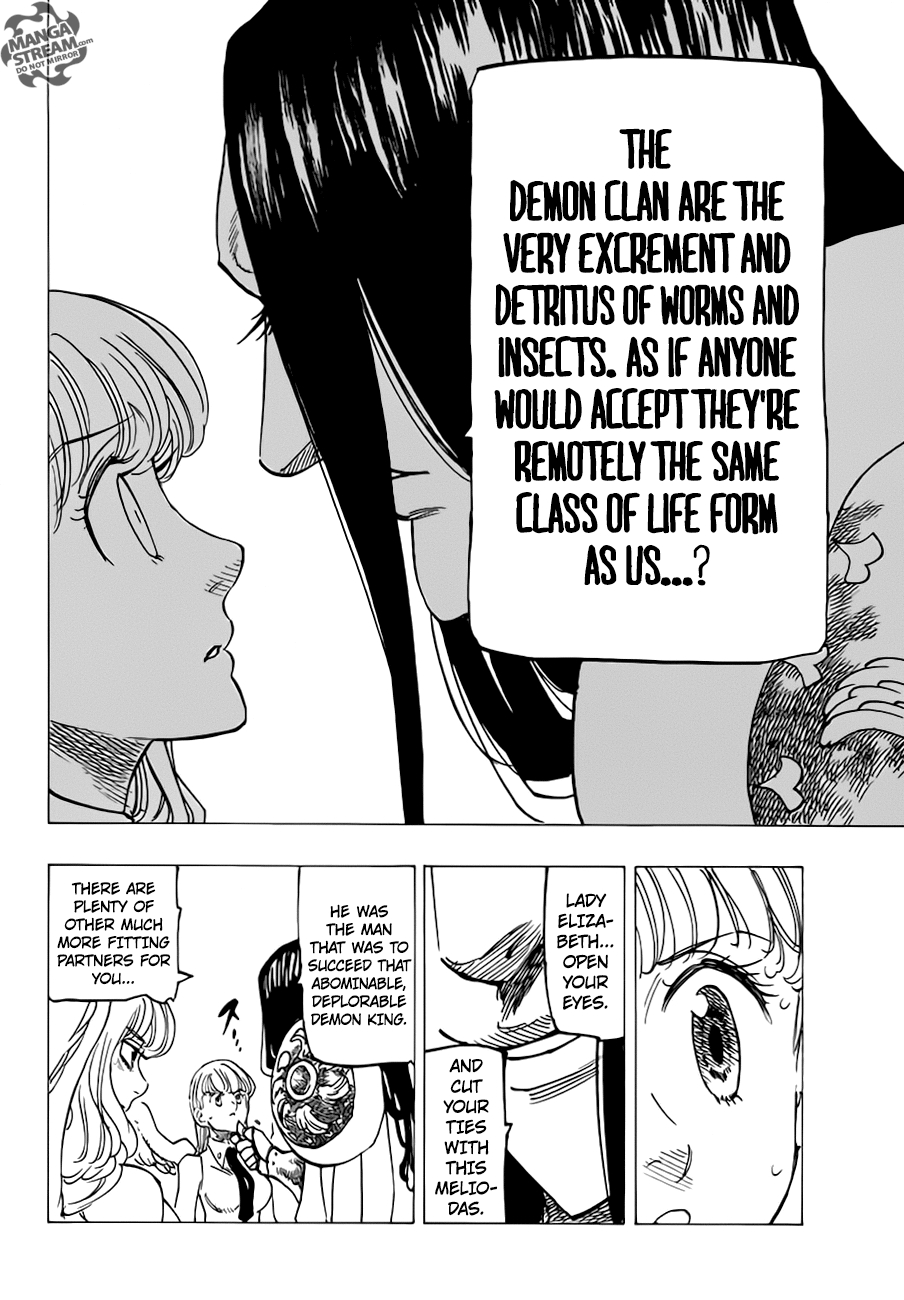 MANGA
STREAM.com
DO NOT MIRROR
THE
DEMON CLAN ARE THE
VERY EXCREMENT AND
DETRITUS OF WORMS AND
INSECTS. AS IF ANYONE
WOULD ACCEPT THEY'RE
REMOTELY THE SAME
CLASS OF LIFE FORM
AS US...?
LADY
ELIZA-
BETH...
OPEN
YOUR
EYES.
AND
CUT
YOUR
TIES
WITH
THIS
MELIO-
DAS.
HE WAS
THE MAN
THAT WAS TO
SUCCEED THAT
ABOMINABLE,
DEPLORABLE
DEMON KING.
THERE ARE
PLENTY OF
OTHER MUCH
MORE FITTING
PARTNERS FOR
YOU...